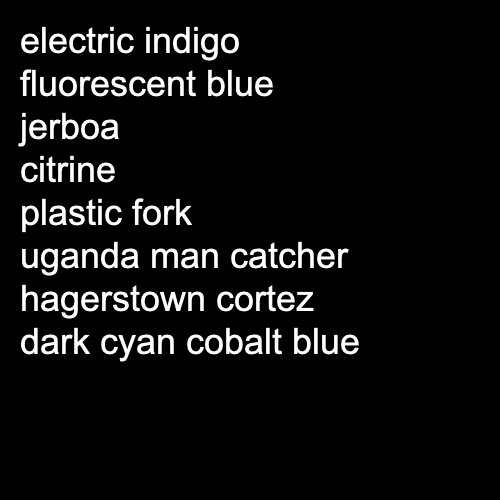 electric indigo
fluorescent blue
jerboa
citrine
plastic fork
uganda man catcher
hagerstown cortez
dark cyan cobalt blue